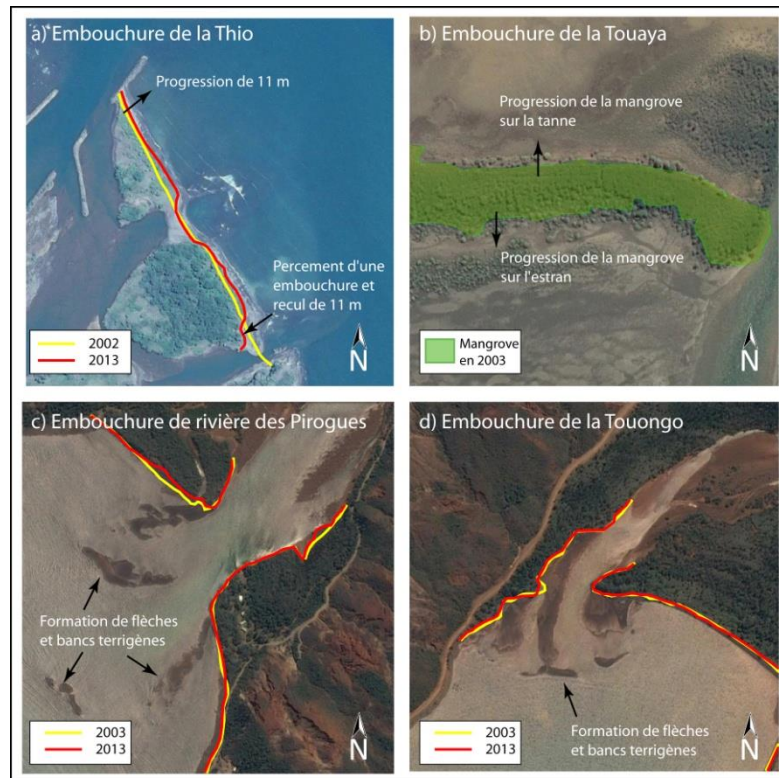 a) Embouchure de la Thio
Progression de 11 m
Percement d'une
embouchure et
recul de 11 m
2002
2013
N
b) Embouchure de la Touaya
Progression de la mangrove
sur la tanne
Progression de la mangrove
sur l'estran
Mangrove
en 2003
N
c) Embouchure de rivière des Pirogues
Formation de flèches
et bancs terrigènes
2003
2013
N
d) Embouchure de la Touongo
Formation de flèches
et bancs terrigènes
2003
2013
N